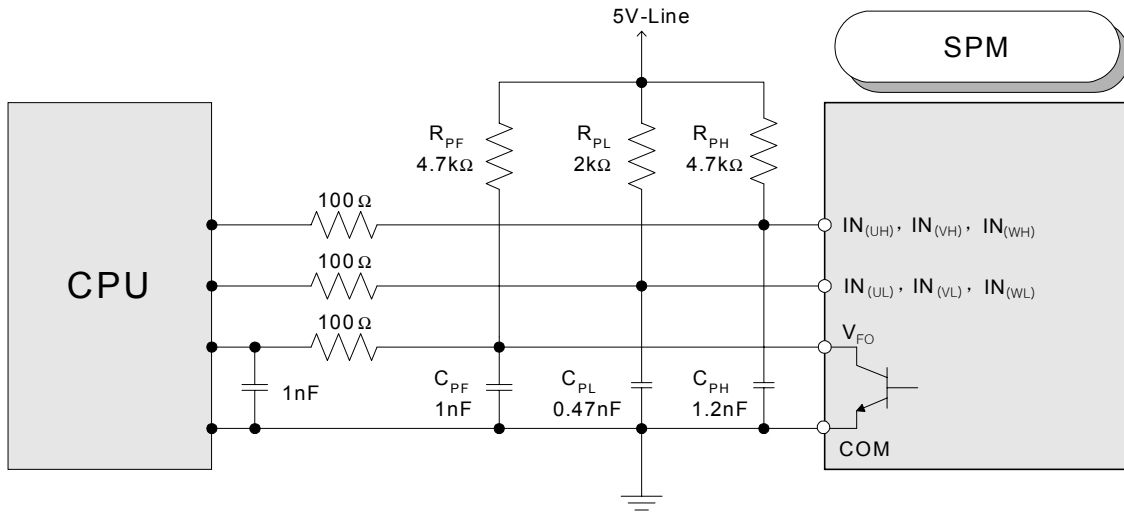 5V-Line
SPM
R_PF
4.7kΩ
R_PL
2kΩ
R_PH
4.7kΩ
100Ω
IN(UH), IN(VH), IN(WH)
CPU
100Ω
IN(UL), IN(VL), IN(WL)
100Ω
V_FO
1nF
C_PF
1nF
C_PL
0.47nF
C_PH
1.2nF
COM